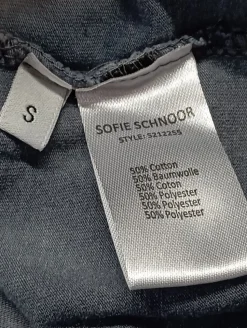 S
SOFIE SCHNOOR
STYLE: S212255
50% Cotton
50% Baumwolle
50% Coton
50% Polyester
50% Polyester
50% Polyester